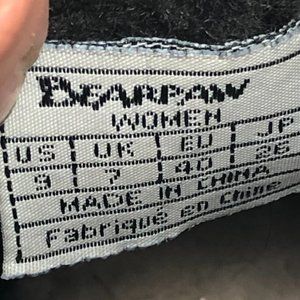 BEARPAW
WOMEN
US UK EU JP
9 7 40 26
MADE IN CHINA
Fabriqué en Chine